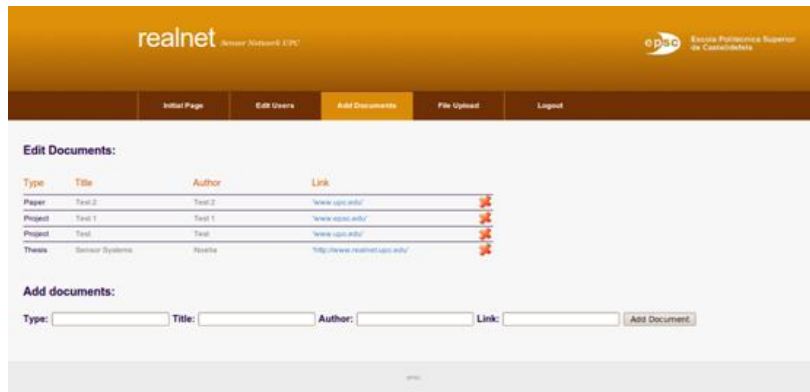 realnet Sensor Network UPC
epsc Escola Politècnica Superior
de Castelldefels
Initial Page Edit Users Add Documents File Upload Logout
Edit Documents:
Type Title Author Link
Paper Test 2 Test 2 'www.upc.edu/'
Project Test 1 Test 1 'www.epsc.edu/'
Project Test Test 'www.upc.edu/'
Thesis Sensor Systems Noelia 'http://www.realnet.upc.edu/'
Add documents:
Type: Title: Author: Link: Add Document
epsc